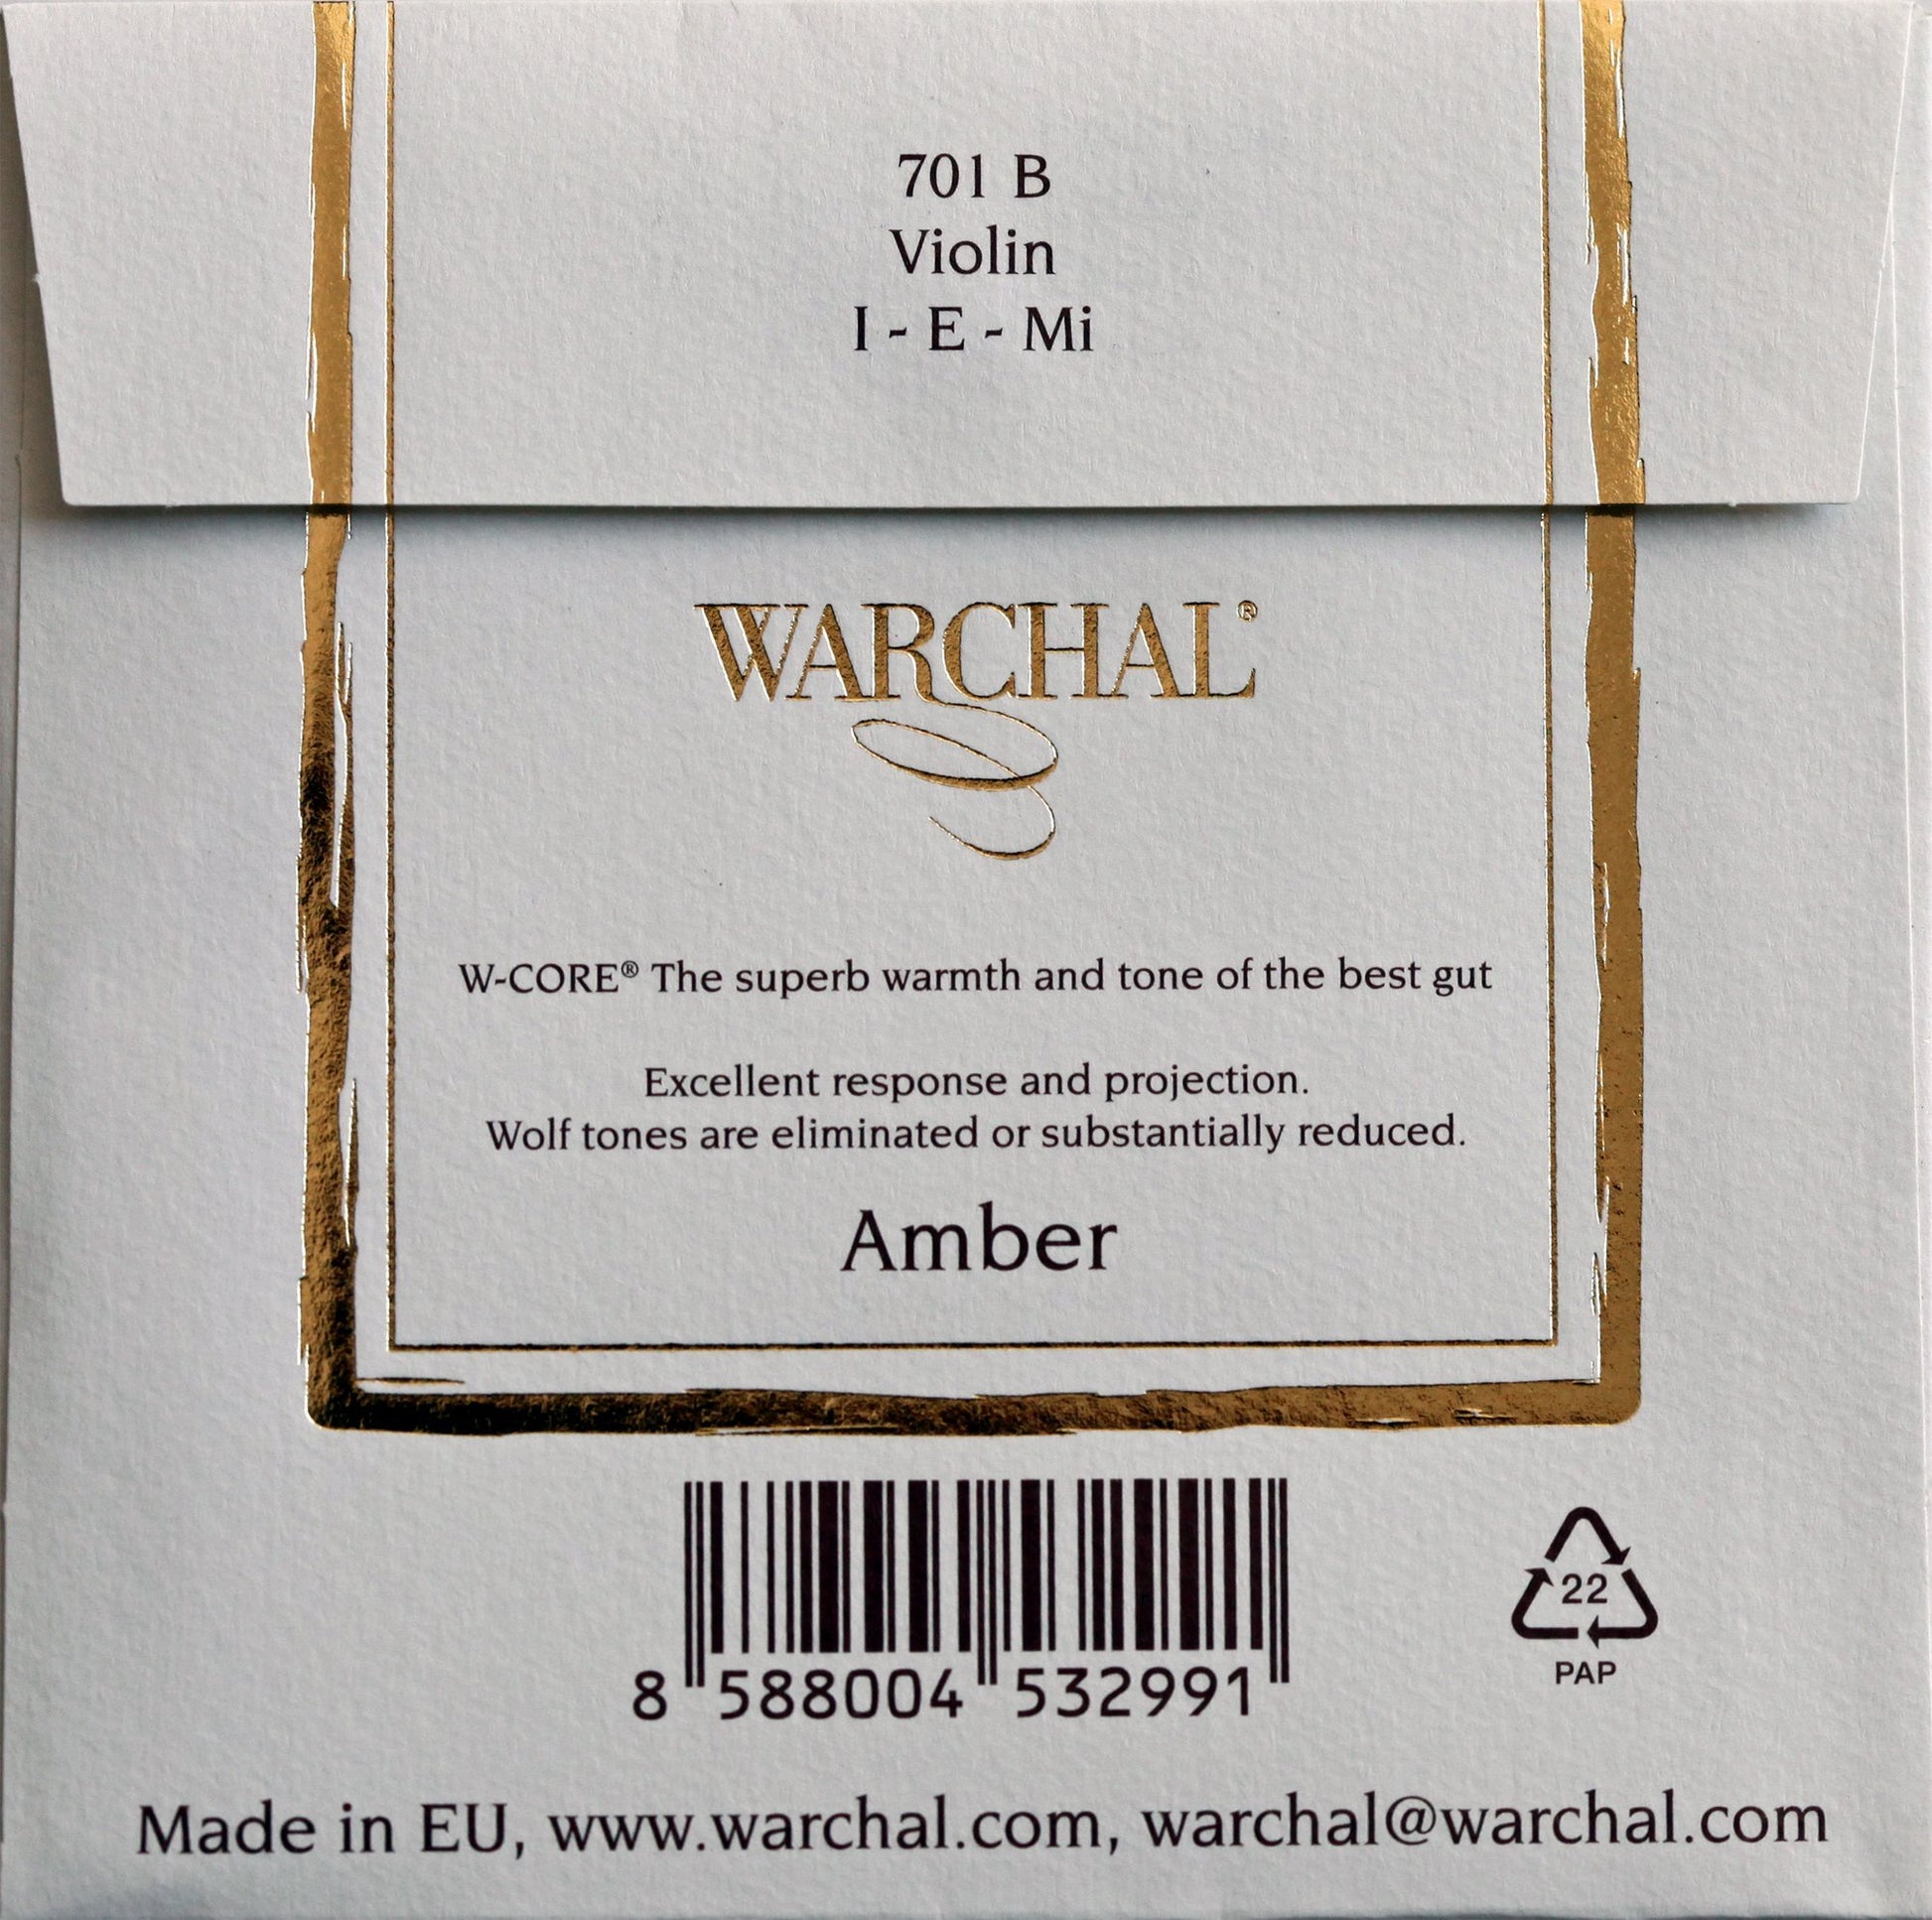 701 B
Violin
I - E - Mi
WARCHAL®
W-CORE® The superb warmth and tone of the best gut
Excellent response and projection.
Wolf tones are eliminated or substantially reduced.
Amber
8 588004 532991
22
PAP
Made in EU, www.warchal.com, warchal@warchal.com